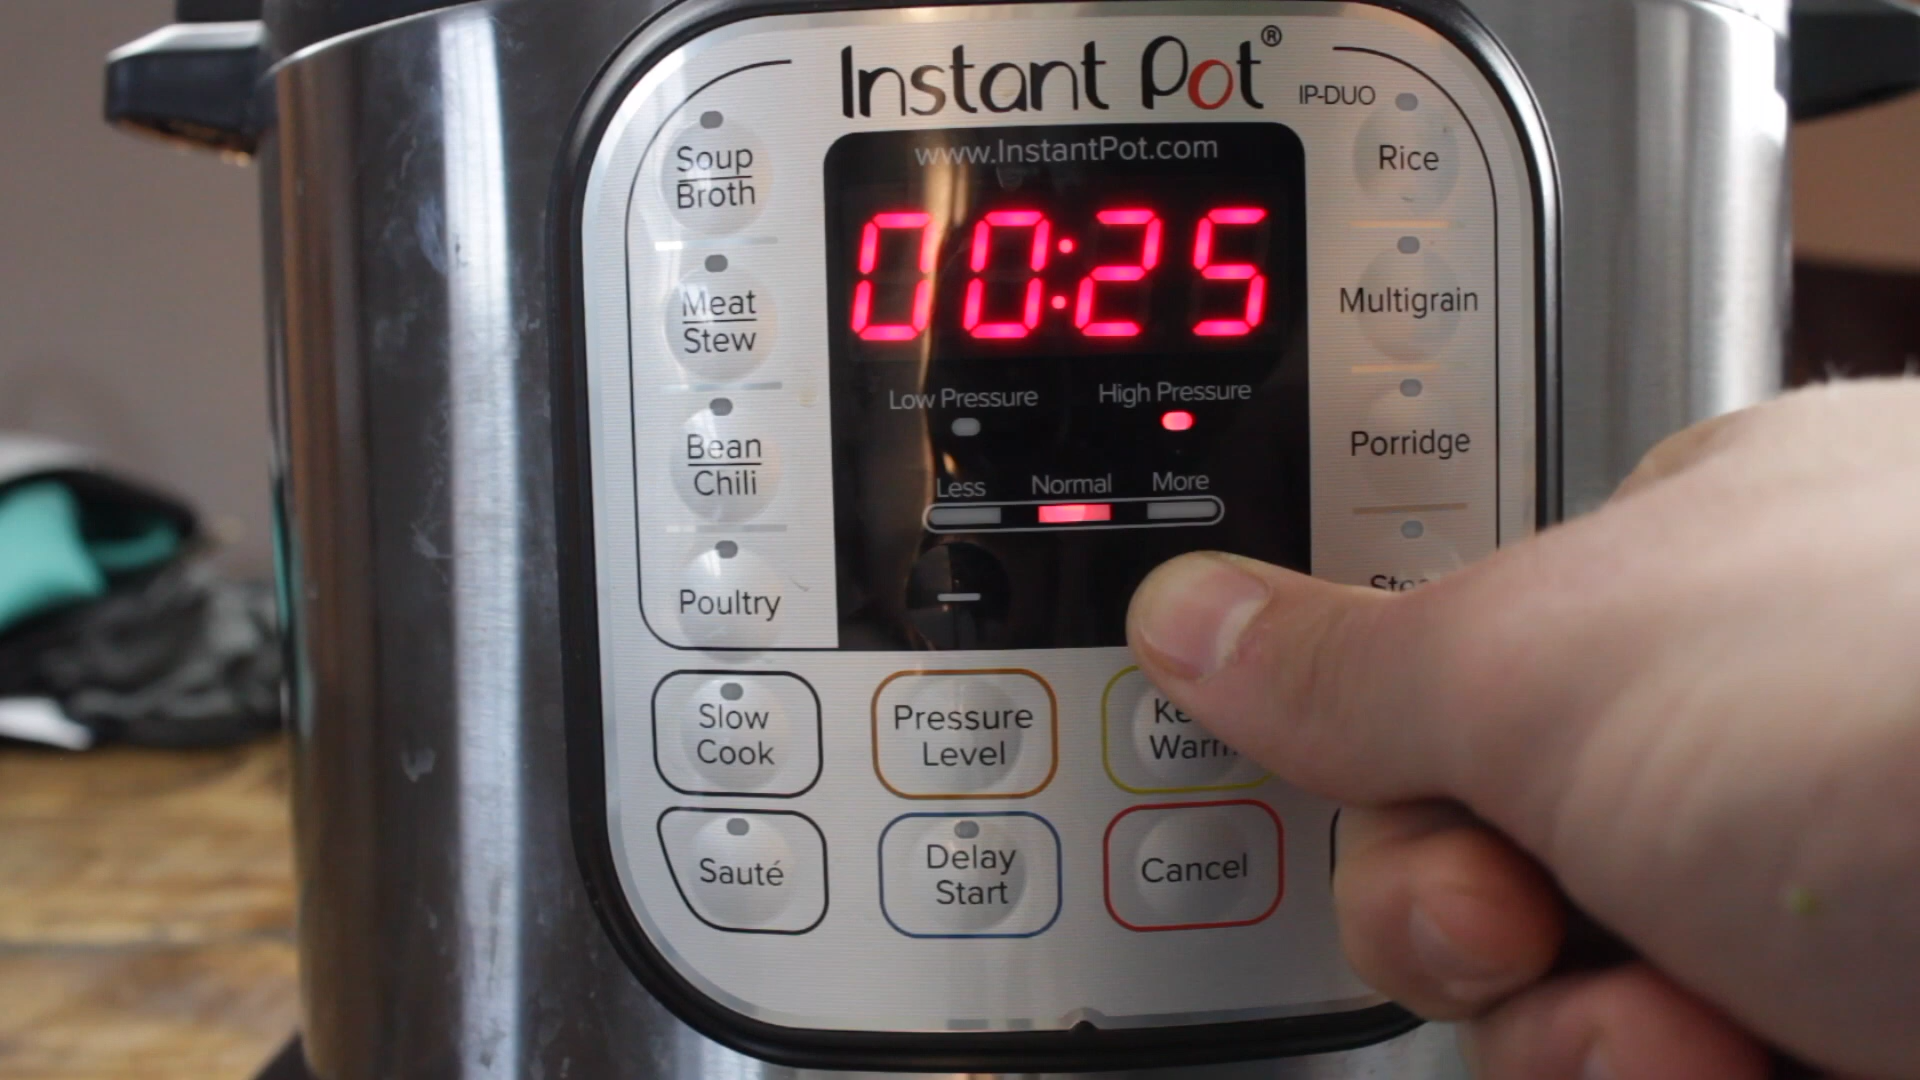 Instant Pot®
IP-DUO
www.InstantPot.com
00:25
Low Pressure
High Pressure
Less
Normal
More
−
Soup
Broth
Meat
Stew
Bean
Chili
Poultry
Rice
Multigrain
Porridge
Slow
Cook
Pressure
Level
Warm
Sauté
Delay
Start
Cancel